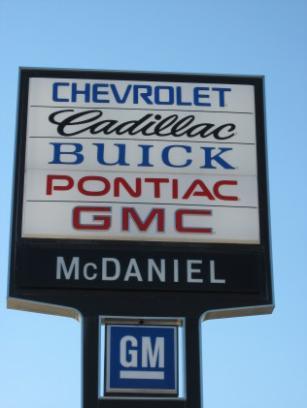 CHEVROLET
Cadillac
BUICK
PONTIAC
GMC
McDANIEL
GM